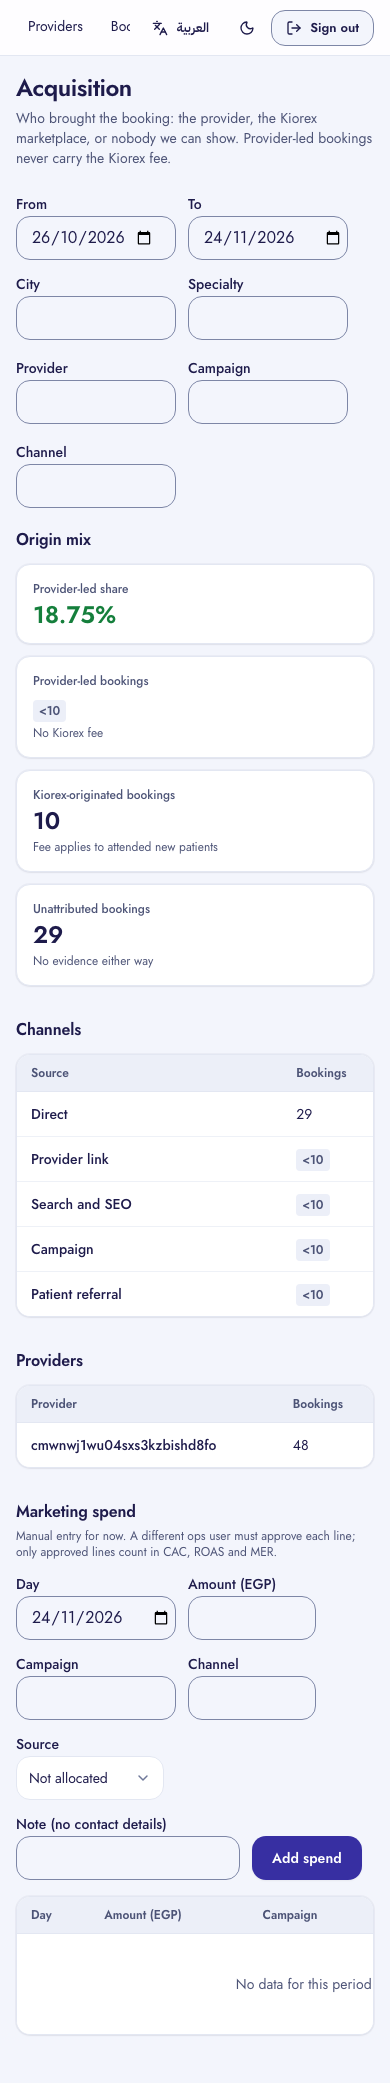 Providers
Boo
العربية
Sign out
Acquisition
Who brought the booking: the provider, the Kiorex
marketplace, or nobody we can show. Provider-led bookings
never carry the Kiorex fee.
From
To
26/10/2026
24/11/2026
City
Specialty
Provider
Campaign
Channel
Origin mix
Provider-led share
18.75%
Provider-led bookings
<10
No Kiorex fee
Kiorex-originated bookings
10
Fee applies to attended new patients
Unattributed bookings
29
No evidence either way
Channels
Source
Bookings
Direct
29
Provider link
<10
Search and SEO
<10
Campaign
<10
Patient referral
<10
Providers
Provider
Bookings
cmwnwj1wu04sxs3kzbishd8fo
48
Marketing spend
Manual entry for now. A different ops user must approve each line;
only approved lines count in CAC, ROAS and MER.
Day
Amount (EGP)
24/11/2026
Campaign
Channel
Source
Not allocated
Note (no contact details)
Add spend
Day
Amount (EGP)
Campaign
No data for this period